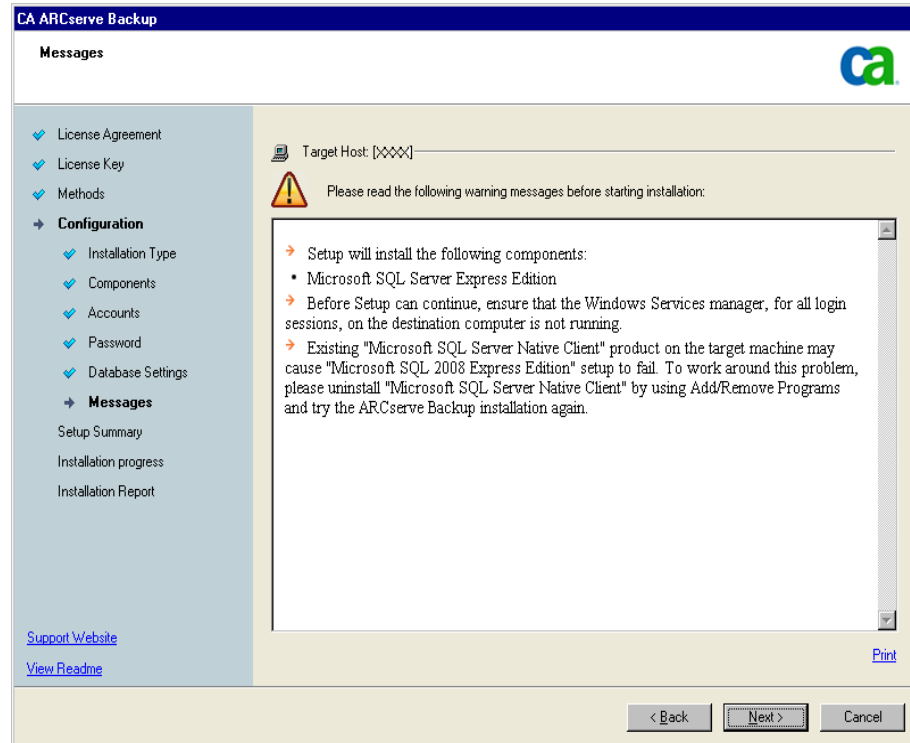 CA ARCserve Backup
Messages
ca
License Agreement
License Key
Methods
Configuration
Installation Type
Components
Accounts
Password
Database Settings
Messages
Setup Summary
Installation progress
Installation Report
Support Website
View Readme
Target Host: [XXXX]
Please read the following warning messages before starting installation:
Setup will install the following components:
• Microsoft SQL Server Express Edition
Before Setup can continue, ensure that the Windows Services manager, for all login
sessions, on the destination computer is not running.
Existing "Microsoft SQL Server Native Client" product on the target machine may
cause "Microsoft SQL 2008 Express Edition" setup to fail. To work around this problem,
please uninstall "Microsoft SQL Server Native Client" by using Add/Remove Programs
and try the ARCserve Backup installation again.
Print
< Back
Next >
Cancel